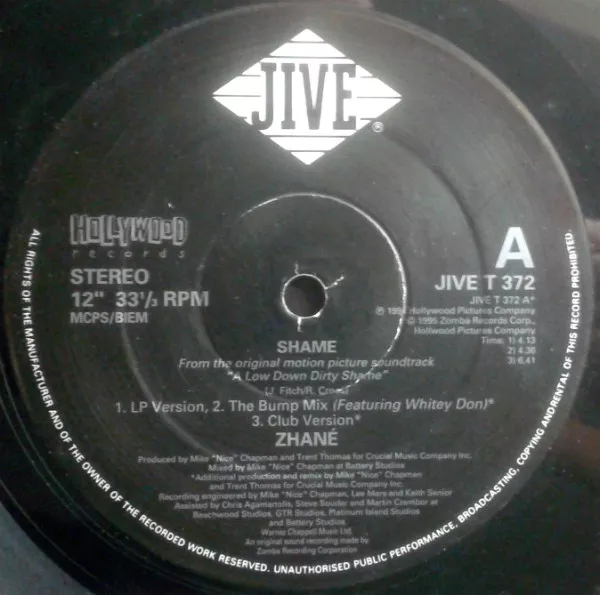 JIVE
®
HOLLYWOOD
records
A
STEREO
JIVE T 372
12" 33⅓ RPM
JIVE T 372 A*
MCPS/BIEM
Ⓟ 1994 Hollywood Pictures Company
© 1995 Zomba Records Corp.,
Hollwood Pictures Company
Time: 1) 4.13
2) 4.36
3) 6.41
SHAME
From the original motion picture soundtrack
"A Low Down Dirty Shame"
(J. Fitch/R. Cross)
1. LP Version, 2. The Bump Mix (Featuring Whitey Don)*
3. Club Version*
ZHANÉ
Produced by Mike "Nice" Chapman and Trent Thomas for Crucial Music Company Inc.
Mixed by Mike "Nice" Chapman at Battery Studios
*Additional production and remix by Mike "Nice" Chapman
and Trent Thomas for Crucial Music Company Inc.
Recording engineered by Mike "Nice" Chapman, Lee Mars and Keith Senior
Assisted by Chris Agamantolis, Steve Souder and Martin Czembor at
Beechwood Studios, GTR Studios, Platinum Island Studios
and Battery Studios
Warner Chappell Music Ltd.
An original sound recording made by
Zomba Recording Corporation
ALL RIGHTS OF THE MANUFACTURER AND OF THE OWNER OF THE RECORDED WORK RESERVED. UNAUTHORISED PUBLIC PERFORMANCE, BROADCASTING, COPYING AND RENTAL OF THIS RECORD PROHIBITED.